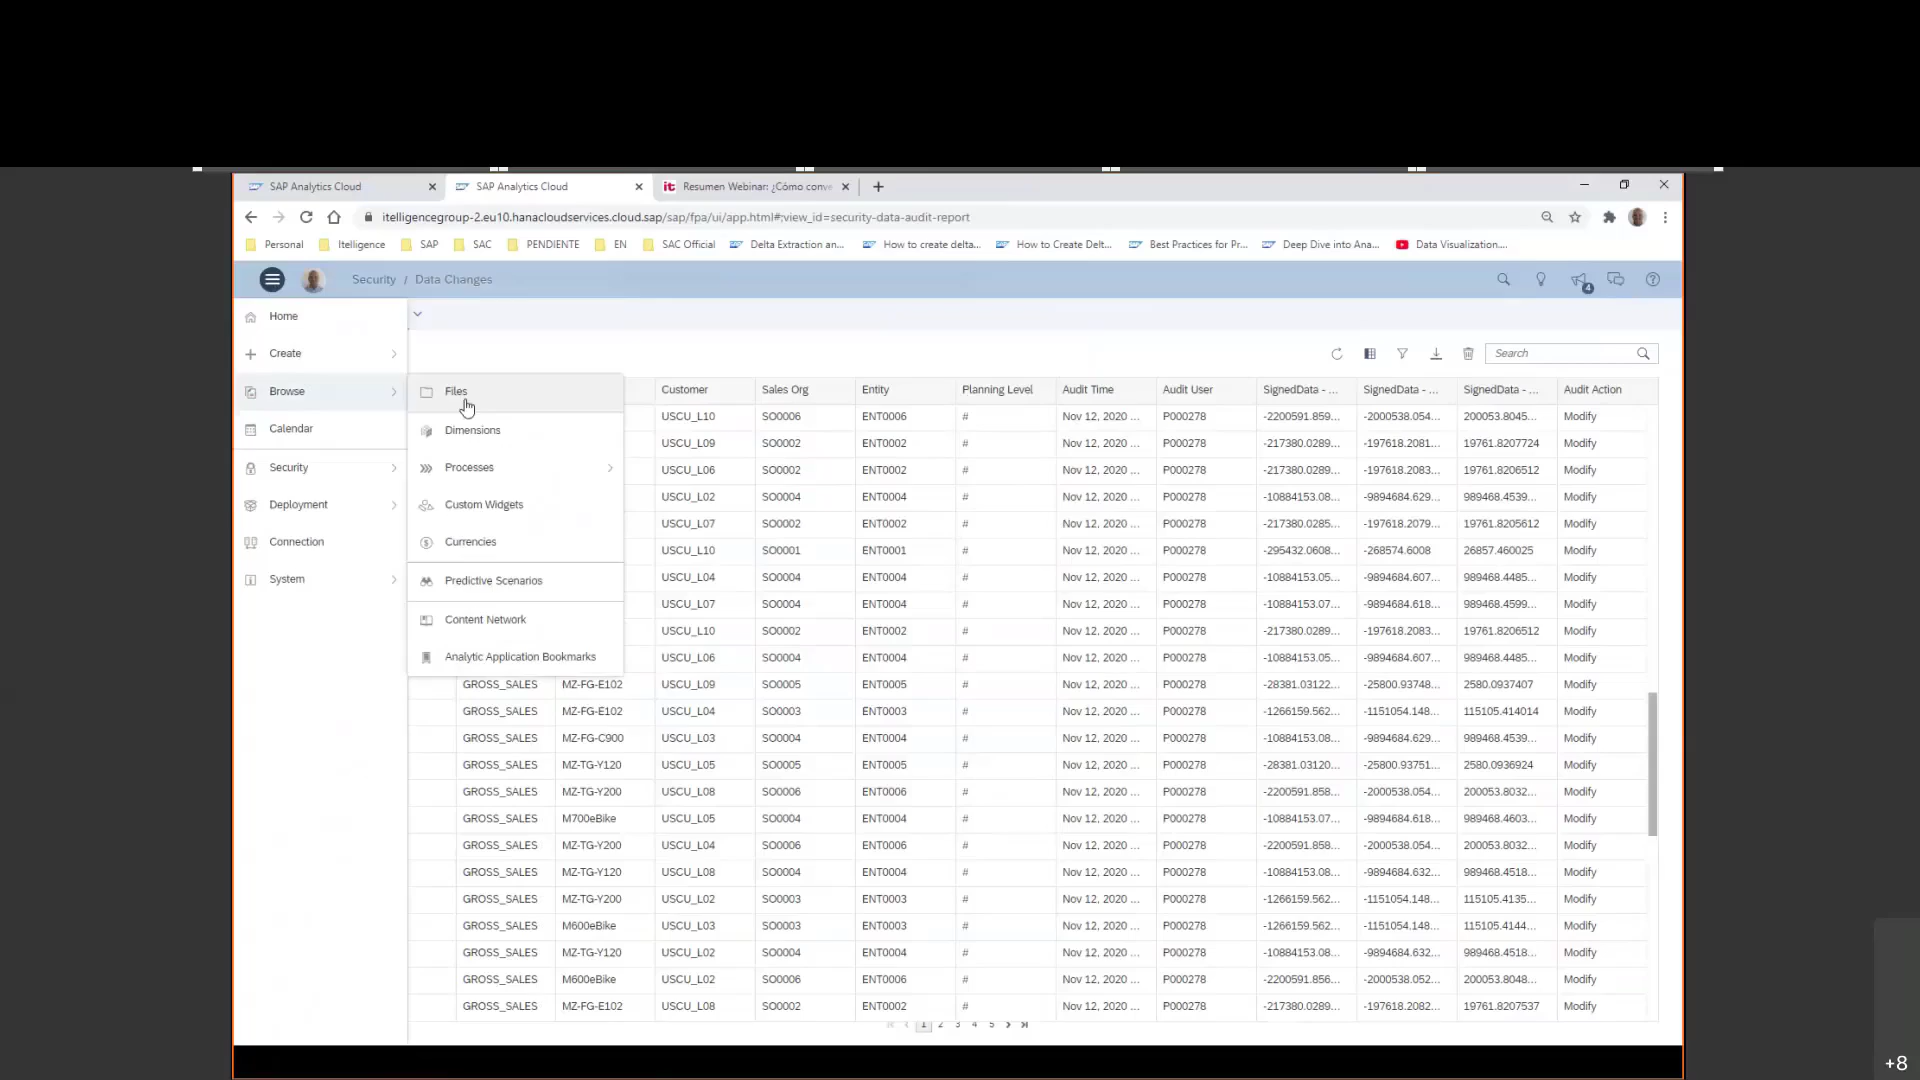 SAP Analytics Cloud
SAP Analytics Cloud
it Resumen Webinar: ¿Cómo conve
itelligencegroup-2.eu10.hanacloudservices.cloud.sap/sap/fpa/ui/app.html#;view_id=security-data-audit-report
Personal Itelligence SAP SAC PENDIENTE EN SAC Official Delta Extraction an... How to create delta... How to Create Delt... Best Practices for Pr... Deep Dive into Ana... Data Visualization....
Security / Data Changes 4
Home
Create
Browse
Calendar
Security
Deployment
Connection
System
Files
Dimensions
Processes
Custom Widgets
Currencies
Predictive Scenarios
Content Network
Analytic Application Bookmarks
Search
Customer Sales Org Entity Planning Level Audit Time Audit User SignedData - ... SignedData - ... SignedData - ... Audit Action
USCU_L10 SO0006 ENT0006 # Nov 12, 2020 ... P000278 -2200591.859... -2000538.054... 200053.8045... Modify
USCU_L09 SO0002 ENT0002 # Nov 12, 2020 ... P000278 -217380.0289... -197618.2081... 19761.8207724 Modify
USCU_L06 SO0002 ENT0002 # Nov 12, 2020 ... P000278 -217380.0289... -197618.2083... 19761.8206512 Modify
USCU_L02 SO0004 ENT0004 # Nov 12, 2020 ... P000278 -10884153.08... -9894684.629... 989468.4539... Modify
USCU_L07 SO0002 ENT0002 # Nov 12, 2020 ... P000278 -217380.0285... -197618.2079... 19761.8205612 Modify
USCU_L10 SO0001 ENT0001 # Nov 12, 2020 ... P000278 -295432.0608... -268574.6008 26857.460025 Modify
USCU_L04 SO0004 ENT0004 # Nov 12, 2020 ... P000278 -10884153.05... -9894684.607... 989468.4485... Modify
USCU_L07 SO0004 ENT0004 # Nov 12, 2020 ... P000278 -10884153.07... -9894684.618... 989468.4599... Modify
USCU_L10 SO0002 ENT0002 # Nov 12, 2020 ... P000278 -217380.0289... -197618.2083... 19761.8206512 Modify
USCU_L06 SO0004 ENT0004 # Nov 12, 2020 ... P000278 -10884153.05... -9894684.607... 989468.4485... Modify
GROSS_SALES MZ-FG-E102 USCU_L09 SO0005 ENT0005 # Nov 12, 2020 ... P000278 -28381.03122... -25800.93748... 2580.0937407 Modify
GROSS_SALES MZ-FG-E102 USCU_L04 SO0003 ENT0003 # Nov 12, 2020 ... P000278 -1266159.562... -1151054.148... 115105.414014 Modify
GROSS_SALES MZ-FG-C900 USCU_L03 SO0004 ENT0004 # Nov 12, 2020 ... P000278 -10884153.08... -9894684.629... 989468.4539... Modify
GROSS_SALES MZ-TG-Y120 USCU_L05 SO0005 ENT0005 # Nov 12, 2020 ... P000278 -28381.03120... -25800.93751... 2580.0936924 Modify
GROSS_SALES MZ-TG-Y200 USCU_L08 SO0006 ENT0006 # Nov 12, 2020 ... P000278 -2200591.858... -2000538.054... 200053.8032... Modify
GROSS_SALES M700eBike USCU_L05 SO0004 ENT0004 # Nov 12, 2020 ... P000278 -10884153.07... -9894684.618... 989468.4603... Modify
GROSS_SALES MZ-TG-Y200 USCU_L04 SO0006 ENT0006 # Nov 12, 2020 ... P000278 -2200591.858... -2000538.054... 200053.8032... Modify
GROSS_SALES MZ-TG-Y120 USCU_L08 SO0004 ENT0004 # Nov 12, 2020 ... P000278 -10884153.08... -9894684.632... 989468.4518... Modify
GROSS_SALES MZ-TG-Y200 USCU_L02 SO0003 ENT0003 # Nov 12, 2020 ... P000278 -1266159.562... -1151054.148... 115105.4135... Modify
GROSS_SALES M600eBike USCU_L03 SO0003 ENT0003 # Nov 12, 2020 ... P000278 -1266159.562... -1151054.148... 115105.4144... Modify
GROSS_SALES MZ-TG-Y120 USCU_L02 SO0004 ENT0004 # Nov 12, 2020 ... P000278 -10884153.08... -9894684.632... 989468.4518... Modify
GROSS_SALES M600eBike USCU_L02 SO0006 ENT0006 # Nov 12, 2020 ... P000278 -2200591.856... -2000538.052... 200053.8048... Modify
GROSS_SALES MZ-FG-E102 USCU_L08 SO0002 ENT0002 # Nov 12, 2020 ... P000278 -217380.0289... -197618.2082... 19761.8207537 Modify
1 2 3 4 5
+8